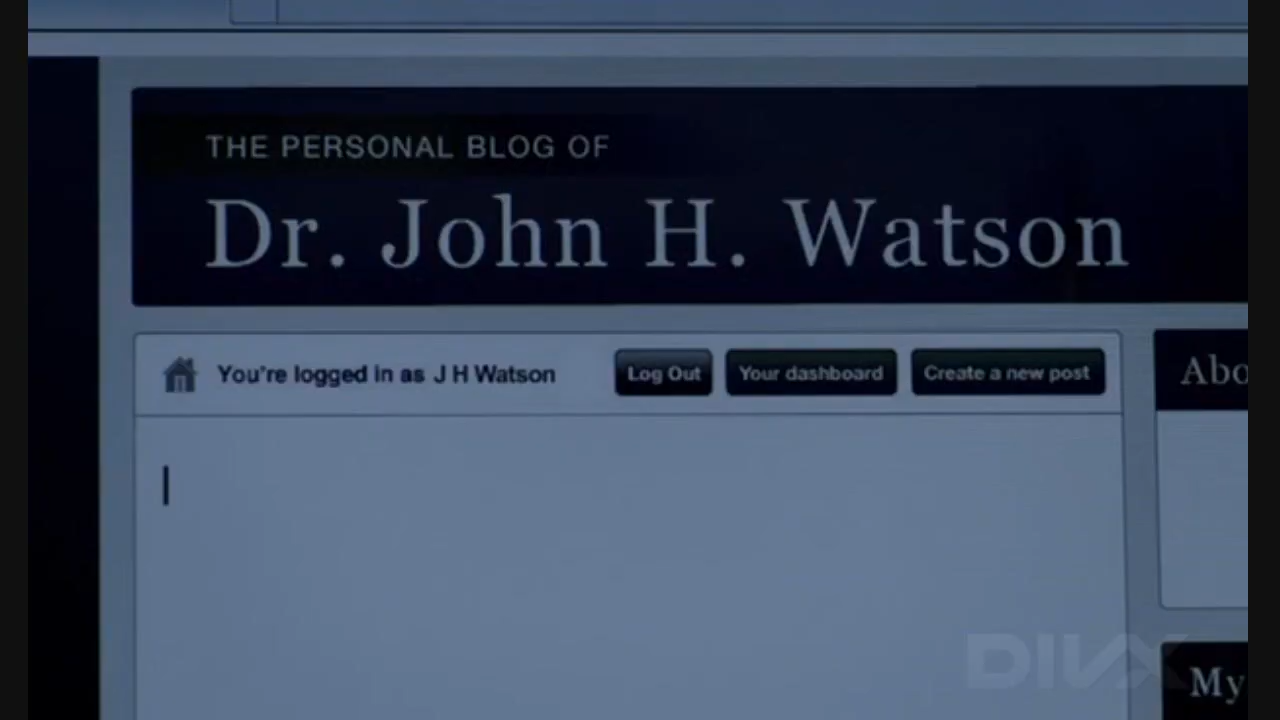 THE PERSONAL BLOG OF
Dr. John H. Watson
You're logged in as J H Watson
Log Out
Your dashboard
Create a new post
Abo
My
DIVX